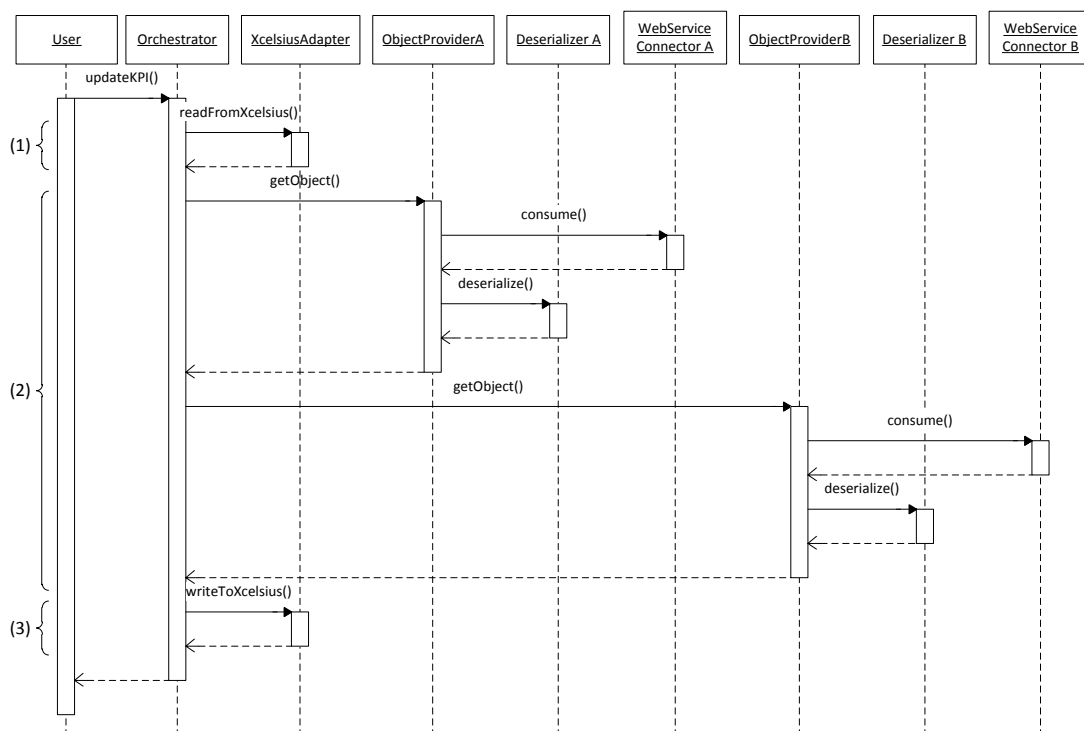 User
Orchestrator
XcelsiusAdapter
ObjectProviderA
Deserializer A
WebService
Connector A
ObjectProviderB
Deserializer B
WebService
Connector B
updateKPI()
readFromXcelsius()
(1)
getObject()
consume()
deserialize()
(2)
getObject()
consume()
deserialize()
writeToXcelsius()
(3)